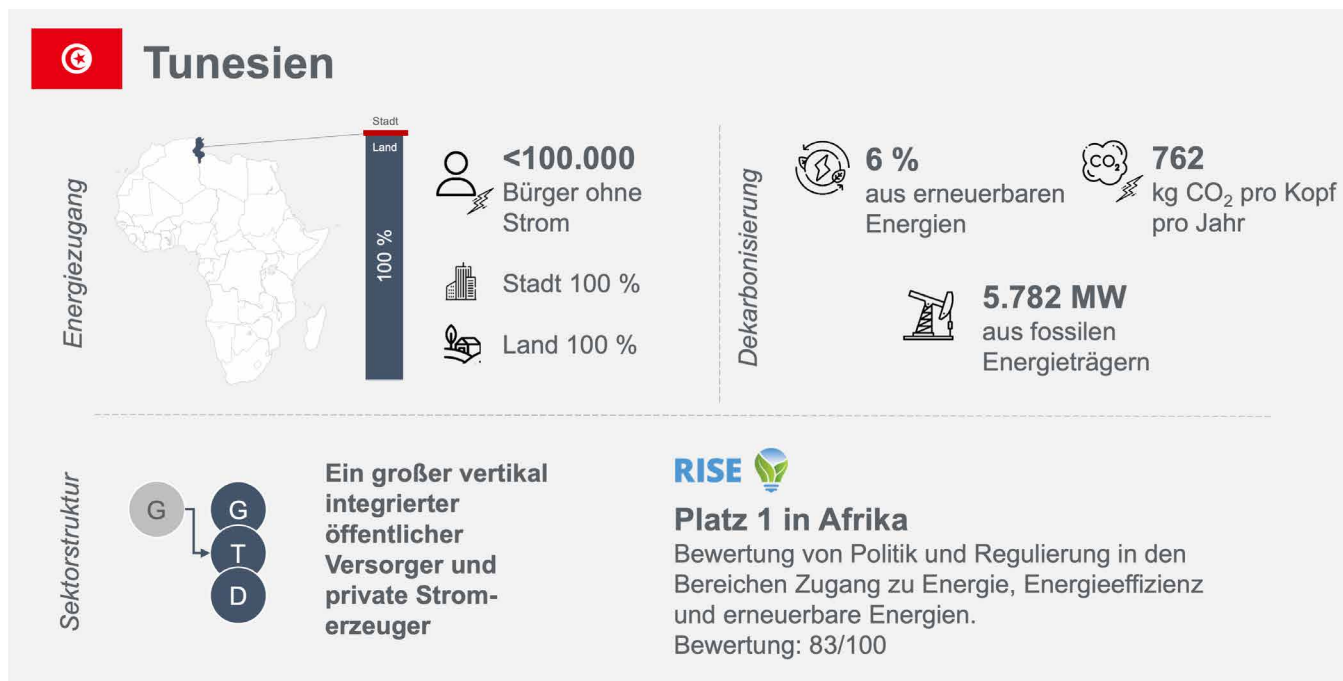 Tunesien
Energiezugang
Stadt
Land
100 %
<100.000
Bürger ohne
Strom
Stadt 100 %
Land 100 %
Dekarbonisierung
6 %
aus erneuerbaren
Energien
CO₂
762
kg CO₂ pro Kopf
pro Jahr
5.782 MW
aus fossilen
Energieträgern
Sektorstruktur
G
G
T
D
Ein großer vertikal
integrierter
öffentlicher
Versorger und
private Strom-
erzeuger
RISE
Platz 1 in Afrika
Bewertung von Politik und Regulierung in den
Bereichen Zugang zu Energie, Energieeffizienz
und erneuerbare Energien.
Bewertung: 83/100